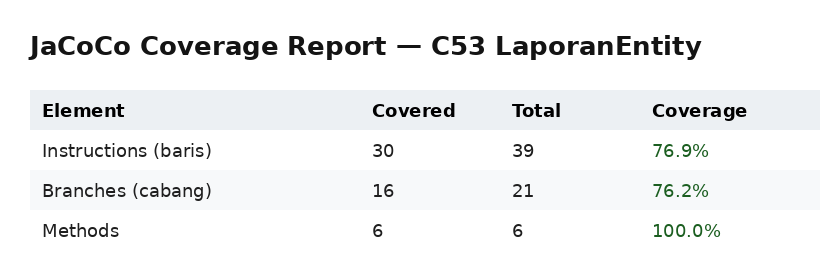 JaCoCo Coverage Report — C53 LaporanEntity
Element Covered Total Coverage
Instructions (baris) 30 39 76.9%
Branches (cabang) 16 21 76.2%
Methods 6 6 100.0%